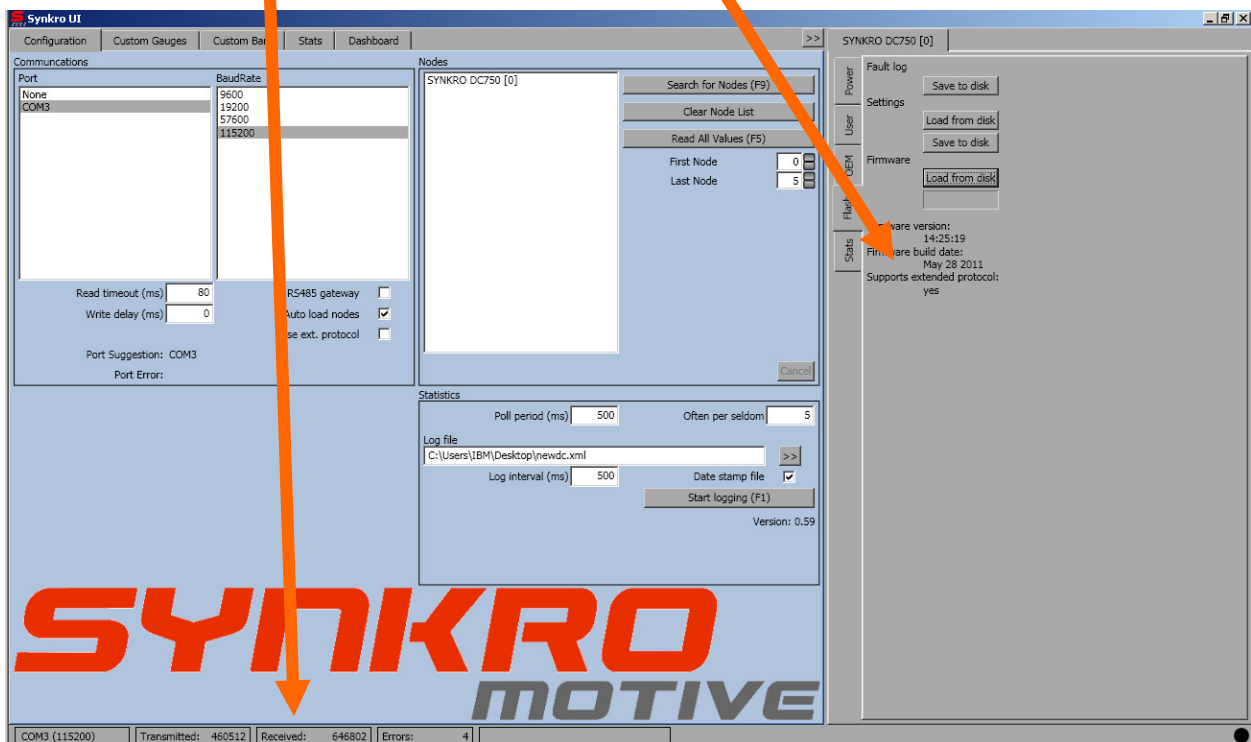 Synkro UI
Configuration Custom Gauges Custom Ba Stats Dashboard >> SYNKRO DC750 [0]
Communcations
Port BaudRate
None
COM3
9600
19200
57600
115200
Read timeout (ms) 80 RS485 gateway
Write delay (ms) 0 Auto load nodes
se ext. protocol
Port Suggestion: COM3
Port Error:
Nodes
SYNKRO DC750 [0]
Search for Nodes (F9)
Clear Node List
Read All Values (F5)
First Node 0
Last Node 5
Cancel
Statistics
Poll period (ms) 500 Often per seldom 5
Log file
C:\Users\IBM\Desktop\newdc.xml >>
Log interval (ms) 500 Date stamp file
Start logging (F1)
Version: 0.59
Power
User
OEM
Flash
Stats
Fault log
Save to disk
Settings
Load from disk
Save to disk
Firmware
Load from disk
ware version:
14:25:19
Firmware build date:
May 28 2011
Supports extended protocol:
yes
SYNKRO
MOTIVE
COM3 (115200) Transmitted: 460512 Received: 646802 Errors: 4